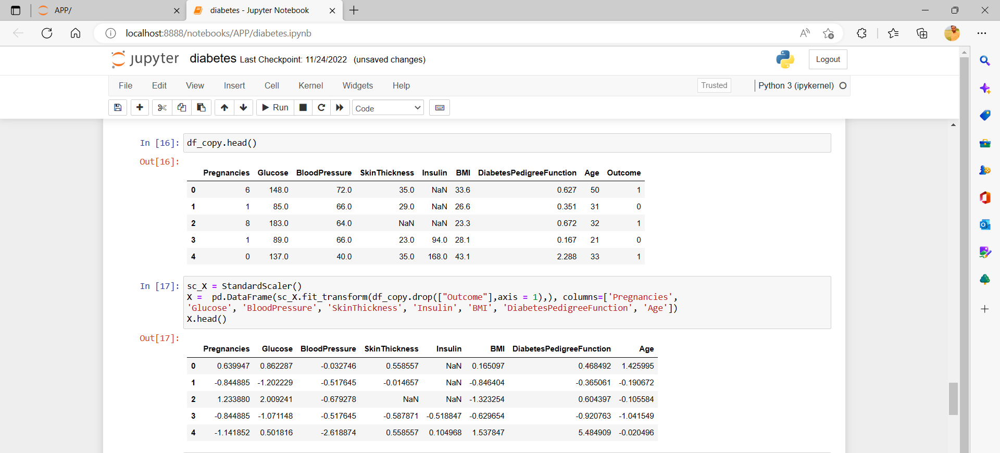 APP/
diabetes - Jupyter Notebook
localhost:8888/notebooks/APP/diabetes.ipynb
jupyter diabetes Last Checkpoint: 11/24/2022 (unsaved changes)
Logout
File Edit View Insert Cell Kernel Widgets Help
Trusted Python 3 (ipykernel)
Run Code
In [16]: df_copy.head()
Out[16]:
Pregnancies Glucose BloodPressure SkinThickness Insulin BMI DiabetesPedigreeFunction Age Outcome
0 6 148.0 72.0 35.0 NaN 33.6 0.627 50 1
1 1 85.0 66.0 29.0 NaN 26.6 0.351 31 0
2 8 183.0 64.0 NaN NaN 23.3 0.672 32 1
3 1 89.0 66.0 23.0 94.0 28.1 0.167 21 0
4 0 137.0 40.0 35.0 168.0 43.1 2.288 33 1
In [17]: sc_X = StandardScaler()
X =  pd.DataFrame(sc_X.fit_transform(df_copy.drop(["Outcome"],axis = 1),), columns=['Pregnancies',
'Glucose', 'BloodPressure', 'SkinThickness', 'Insulin', 'BMI', 'DiabetesPedigreeFunction', 'Age'])
X.head()
Out[17]:
Pregnancies Glucose BloodPressure SkinThickness Insulin BMI DiabetesPedigreeFunction Age
0 0.639947 0.862287 -0.032746 0.558557 NaN 0.165097 0.468492 1.425995
1 -0.844885 -1.202229 -0.517645 -0.014657 NaN -0.846404 -0.365061 -0.190672
2 1.233880 2.009241 -0.679278 NaN NaN -1.323254 0.604397 -0.105584
3 -0.844885 -1.071148 -0.517645 -0.587871 -0.518847 -0.629654 -0.920763 -1.041549
4 -1.141852 0.501816 -2.618874 0.558557 0.104968 1.537847 5.484909 -0.020496